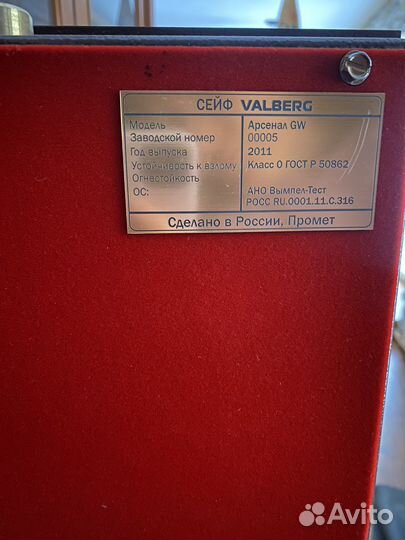 СЕЙФ VALBERG
Модель Арсенал GW
Заводской номер 00005
Год выпуска 2011
Устойчивость к взлому Класс 0 ГОСТ Р 50862
Огнестойкость
ОС: АНО Вымпел-Тест
РОСС RU.0001.11.С.316
Сделано в России, Промет
Avito